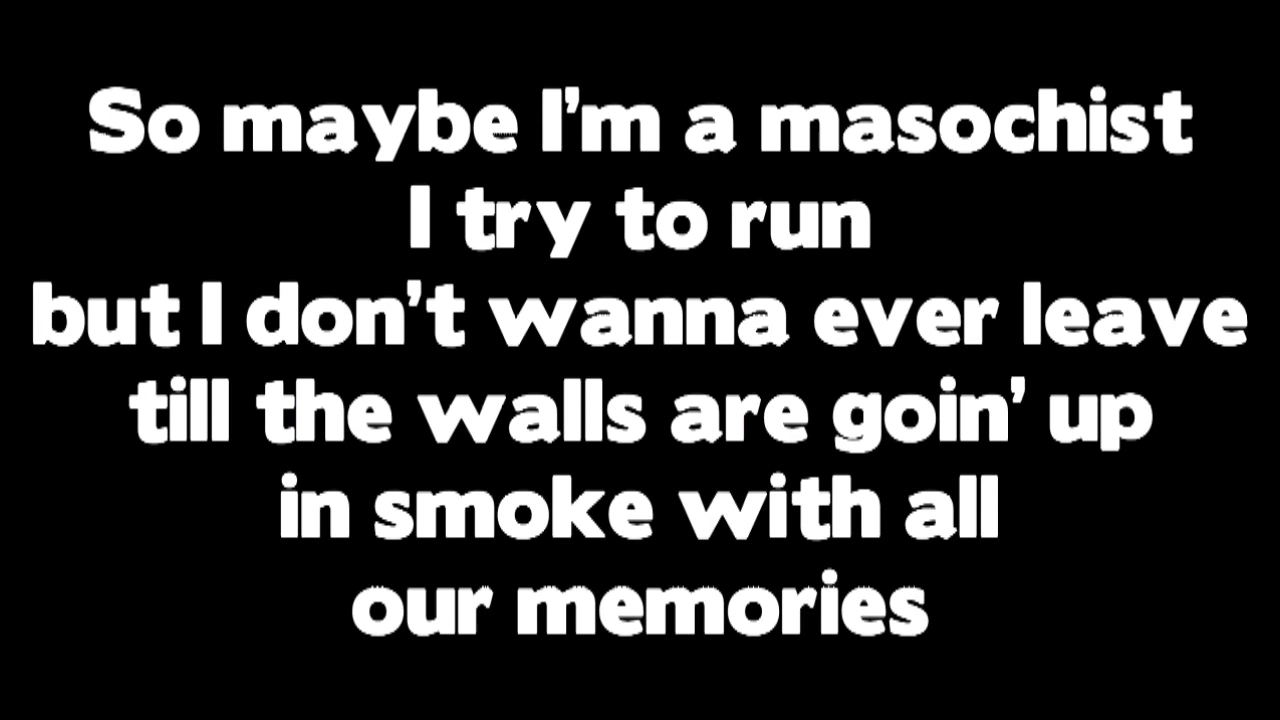 So maybe I'm a masochist
I try to run
but I don't wanna ever leave
till the walls are goin' up
in smoke with all
our memories